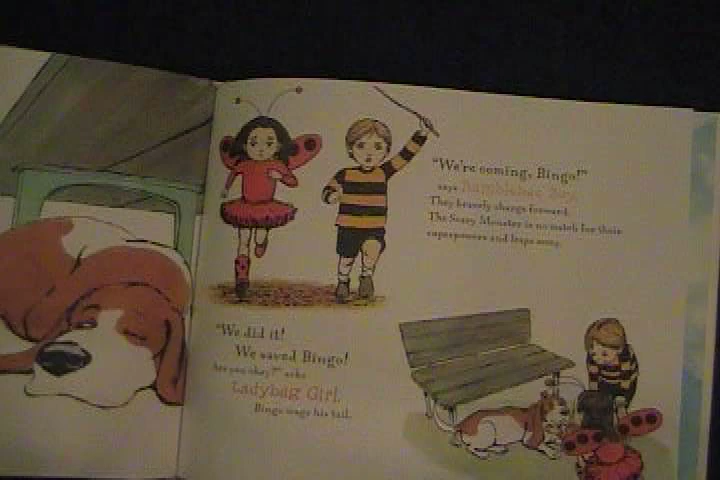 "We're coming, Bingo!"
says Bumblebee Boy.
They bravely charge forward.
The Scary Monster is no match for their
superpowers and leaps away.
"We did it!
We saved Bingo!
Are you okay?" asks
Ladybug Girl.
Bingo wags his tail.